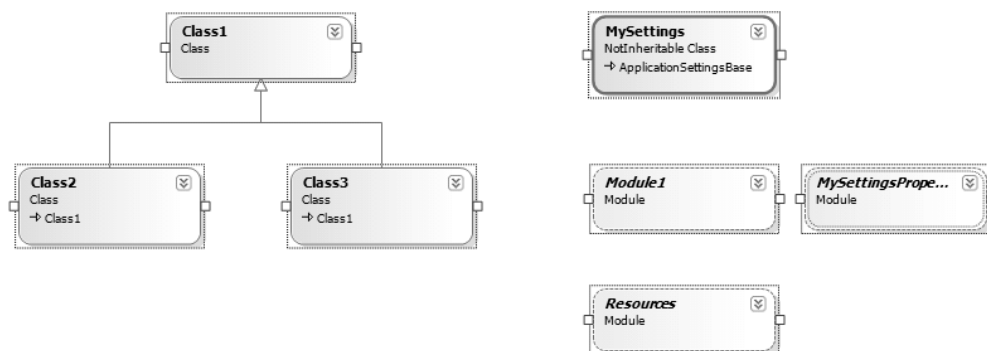 Class1
Class
MySettings
NotInheritable Class
ApplicationSettingsBase
Class2
Class
Class1
Class3
Class
Class1
Module1
Module
MySettingsPrope...
Module
Resources
Module